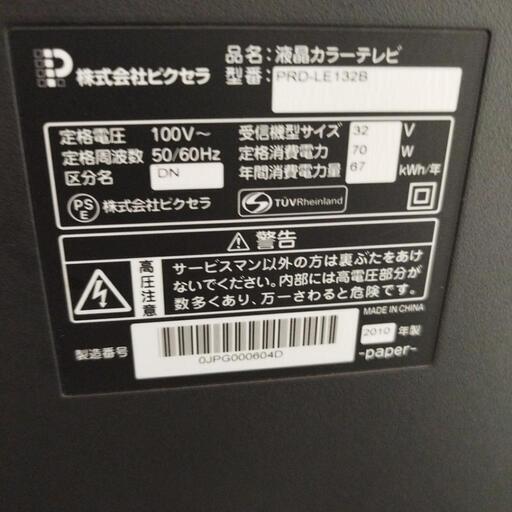 株式会社ピクセラ
品名：液晶カラーテレビ
型番：PRD-LE132B
定格電圧 100V～
定格周波数 50/60Hz
区分名 DN
受信機型サイズ 32 V
定格消費電力 70 W
年間消費電力量 67 kWh/年
PSE 株式会社ピクセラ
TÜVRheinland
警告
高圧注意
サービスマン以外の方は裏ぶたをあけ
ないでください。内部には高電圧部分が
数多くあり、万一さわると危険です。
MADE IN CHINA
製造番号
0JPG000604D
2010 年製
-paper-